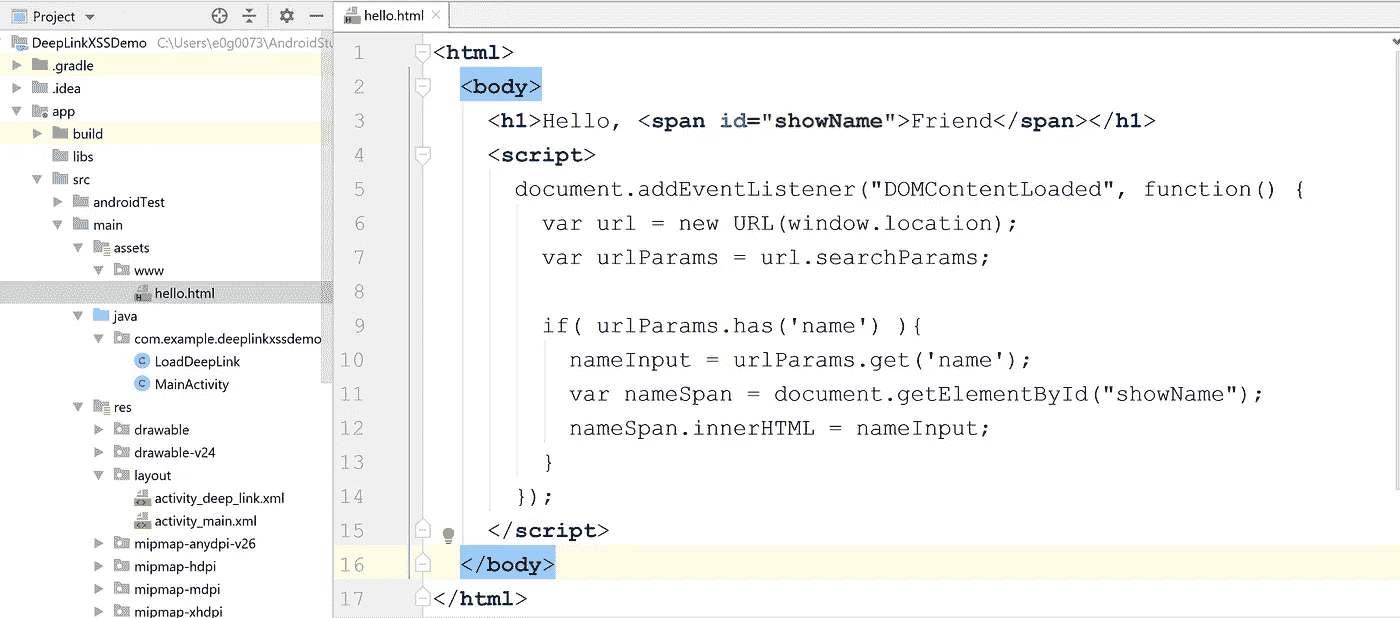 Project
DeepLinkXSSDemo C:\Users\e0g0073\AndroidStu
.gradle
.idea
app
build
libs
src
androidTest
main
assets
www
hello.html
java
com.example.deeplinkxssdemo
LoadDeepLink
MainActivity
res
drawable
drawable-v24
layout
activity_deep_link.xml
activity_main.xml
mipmap-anydpi-v26
mipmap-hdpi
mipmap-mdpi
mipmap-xhdpi
hello.html
1 <html>
2 <body>
3 <h1>Hello, <span id="showName">Friend</span></h1>
4 <script>
5 document.addEventListener("DOMContentLoaded", function() {
6 var url = new URL(window.location);
7 var urlParams = url.searchParams;
8
9 if( urlParams.has('name') ){
10 nameInput = urlParams.get('name');
11 var nameSpan = document.getElementById("showName");
12 nameSpan.innerHTML = nameInput;
13 }
14 });
15 </script>
16 </body>
17 </html>